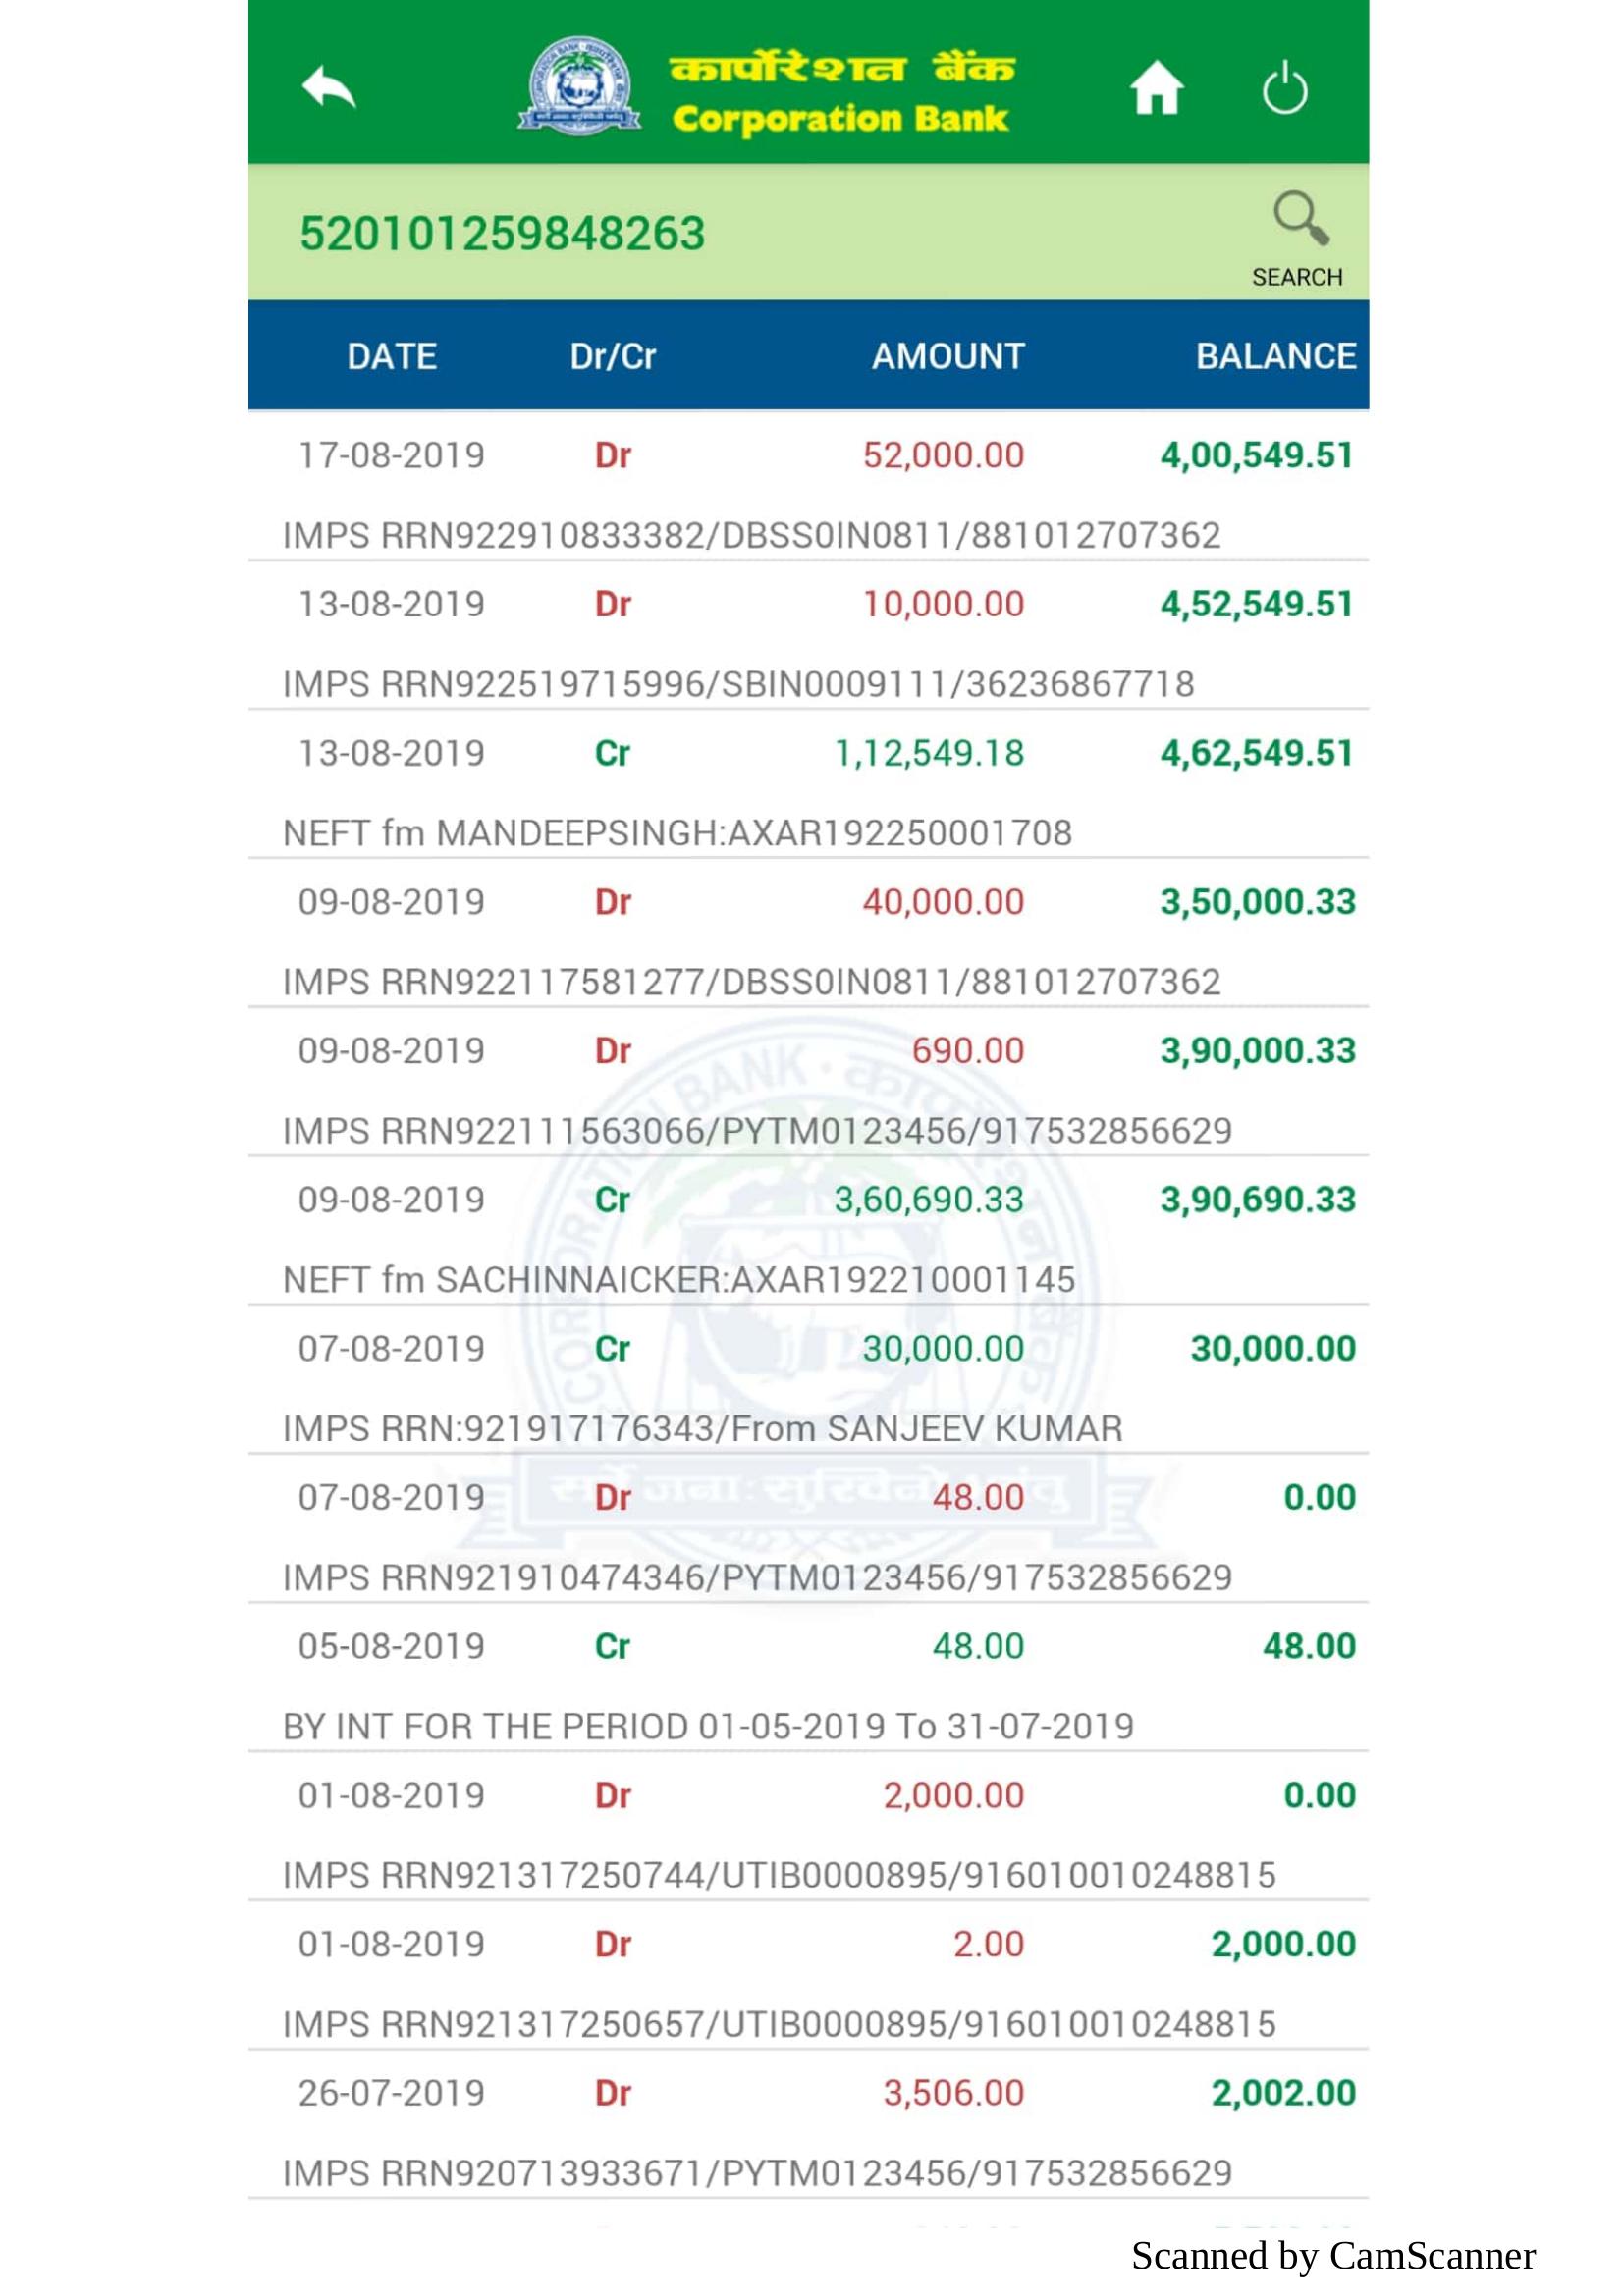 कार्पोरेशन बैंक
Corporation Bank
520101259848263
SEARCH
DATE Dr/Cr AMOUNT BALANCE
17-08-2019 Dr 52,000.00 4,00,549.51
IMPS RRN922910833382/DBSS0IN0811/881012707362
13-08-2019 Dr 10,000.00 4,52,549.51
IMPS RRN922519715996/SBIN0009111/36236867718
13-08-2019 Cr 1,12,549.18 4,62,549.51
NEFT fm MANDEEPSINGH:AXAR192250001708
09-08-2019 Dr 40,000.00 3,50,000.33
IMPS RRN922117581277/DBSS0IN0811/881012707362
09-08-2019 Dr 690.00 3,90,000.33
IMPS RRN922111563066/PYTM0123456/917532856629
09-08-2019 Cr 3,60,690.33 3,90,690.33
NEFT fm SACHINNAICKER:AXAR192210001145
07-08-2019 Cr 30,000.00 30,000.00
IMPS RRN:921917176343/From SANJEEV KUMAR
07-08-2019 Dr 48.00 0.00
IMPS RRN921910474346/PYTM0123456/917532856629
05-08-2019 Cr 48.00 48.00
BY INT FOR THE PERIOD 01-05-2019 To 31-07-2019
01-08-2019 Dr 2,000.00 0.00
IMPS RRN921317250744/UTIB0000895/916010010248815
01-08-2019 Dr 2.00 2,000.00
IMPS RRN921317250657/UTIB0000895/916010010248815
26-07-2019 Dr 3,506.00 2,002.00
IMPS RRN920713933671/PYTM0123456/917532856629
Scanned by CamScanner